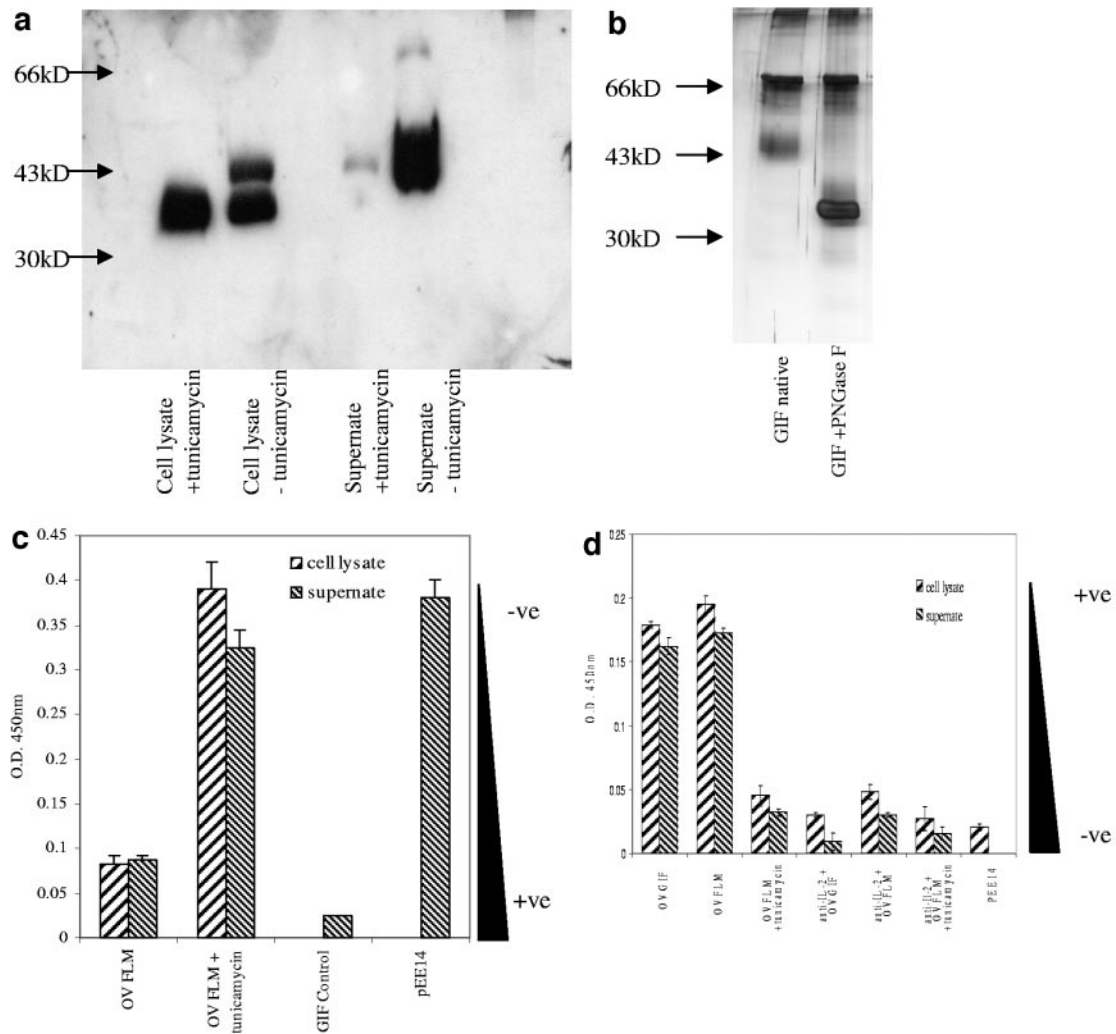 a
66kD
43kD
30kD
Cell lysate
+tunicamycin
Cell lysate
- tunicamycin
Supernate
+tunicamycin
Supernate
- tunicamycin
b
66kD
43kD
30kD
GIF native
GIF +PNGase F
c
0.45
0.4
0.35
0.3
0.25
0.2
0.15
0.1
0.05
0
O.D. 450nm
cell lysate
supernate
-ve
+ve
OV FLM
OV FLM +
tunicamycin
GIF Control
pEE14
d
0.25
0.2
0.15
0.1
0.05
0
O.D. 450nm
cell lysate
supernate
+ve
-ve
OV GIF
OV FLM
OV FLM
+tunicamycin
anti-IL-2 +
OV GIF
anti-IL-2 +
OV FLM
anti-IL-2 +
OV FLM
+tunicamycin
PEE14